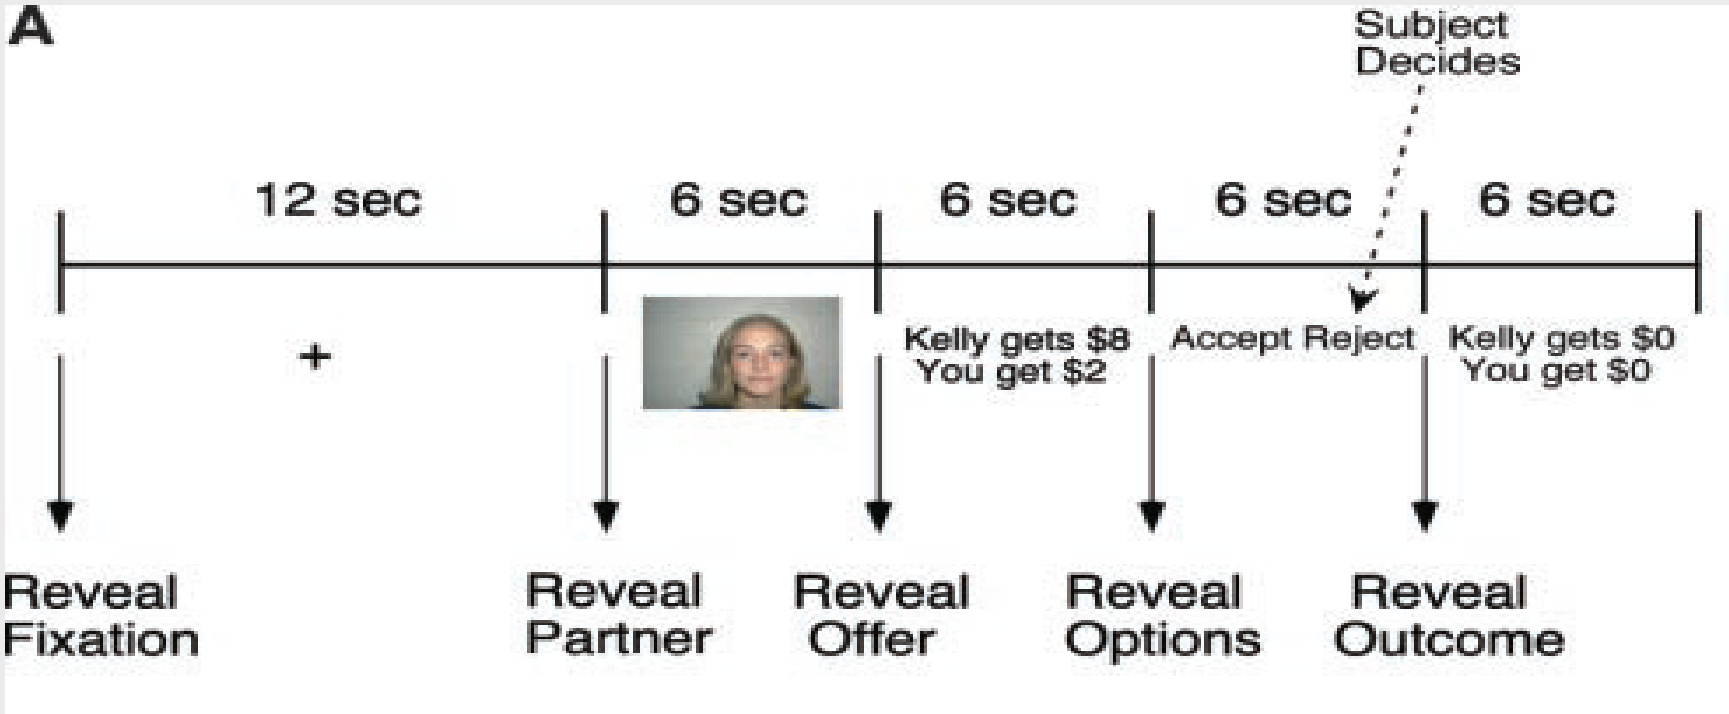 A
Subject
Decides
12 sec
6 sec
6 sec
6 sec
6 sec
+
Kelly gets $8
You get $2
Accept Reject
Kelly gets $0
You get $0
Reveal
Fixation
Reveal
Partner
Reveal
Offer
Reveal
Options
Reveal
Outcome